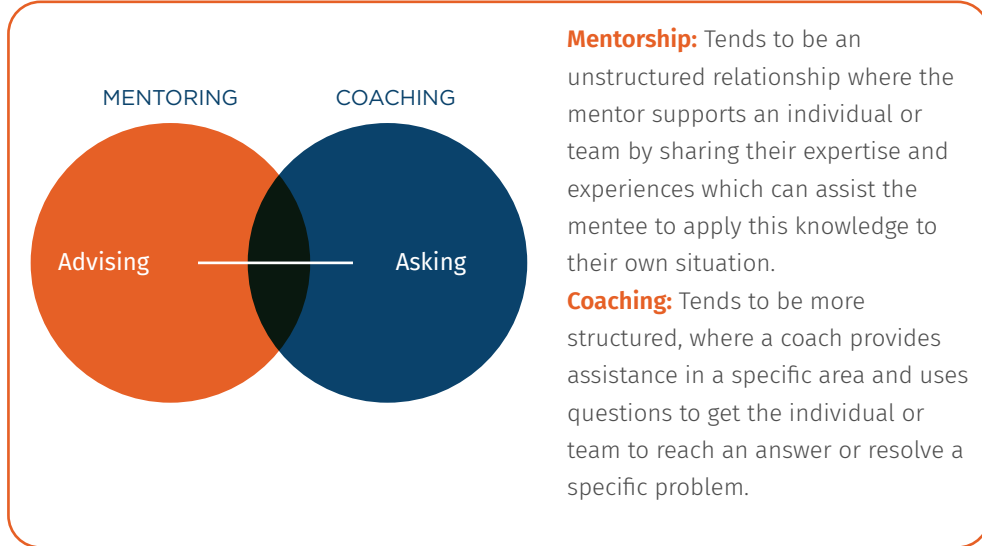 MENTORING
COACHING
Advising
Asking
Mentorship: Tends to be an
unstructured relationship where the
mentor supports an individual or
team by sharing their expertise and
experiences which can assist the
mentee to apply this knowledge to
their own situation.
Coaching: Tends to be more
structured, where a coach provides
assistance in a specific area and uses
questions to get the individual or
team to reach an answer or resolve a
specific problem.